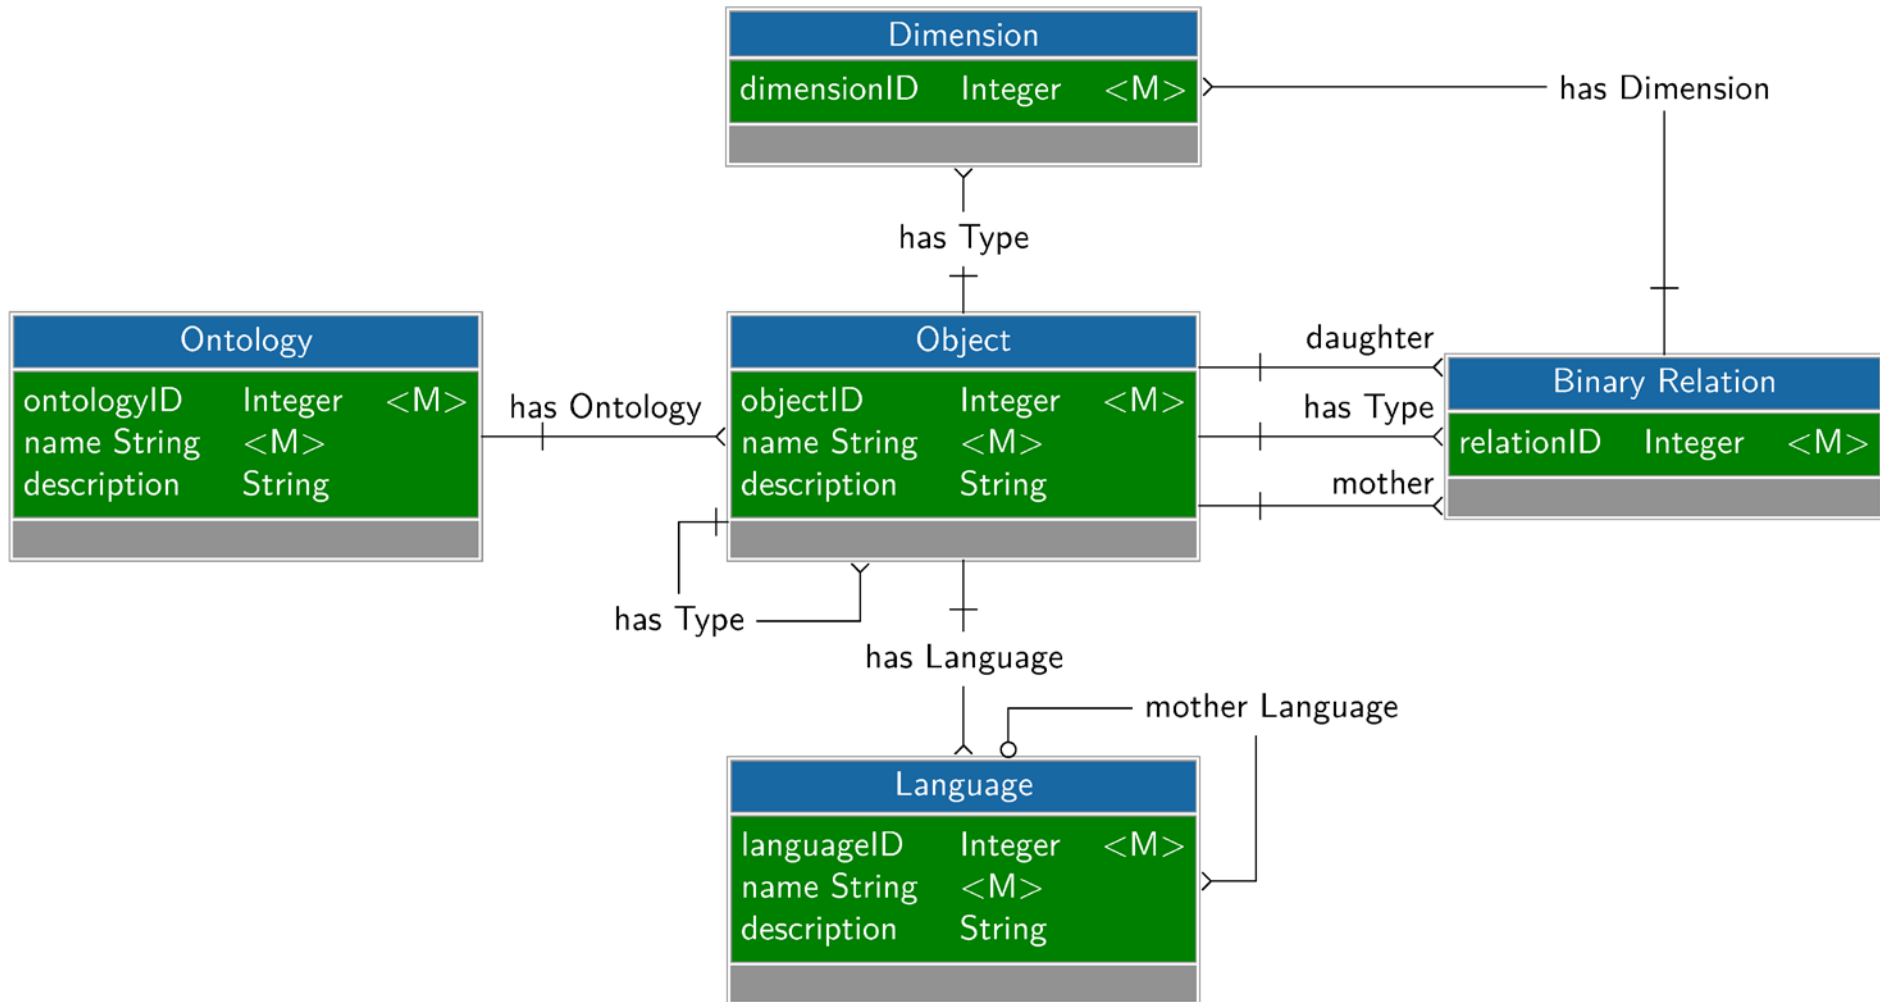 Dimension
dimensionID Integer <M>
has Dimension
has Type
Ontology
ontologyID Integer <M>
name String <M>
description String
has Ontology
Object
objectID Integer <M>
name String <M>
description String
daughter
has Type
mother
Binary Relation
relationID Integer <M>
has Type
has Language
mother Language
Language
languageID Integer <M>
name String <M>
description String